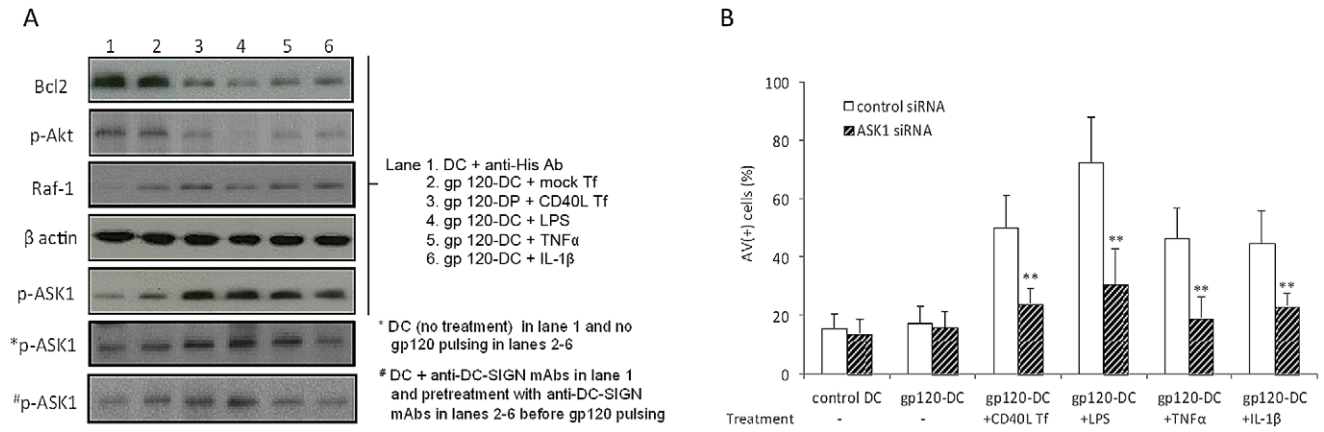 A
1 2 3 4 5 6
Bcl2
p-Akt
Raf-1
β actin
p-ASK1
*p-ASK1
#p-ASK1
Lane 1. DC + anti-His Ab
2. gp 120-DC + mock Tf
3. gp 120-DP + CD40L Tf
4. gp 120-DC + LPS
5. gp 120-DC + TNFα
6. gp 120-DC + IL-1β
* DC (no treatment) in lane 1 and no
gp120 pulsing in lanes 2-6
# DC + anti-DC-SIGN mAbs in lane 1
and pretreatment with anti-DC-SIGN
mAbs in lanes 2-6 before gp120 pulsing
B
100
80
60
40
20
0
AV(+) cells (%)
control siRNA
ASK1 siRNA
** ** ** **
control DC gp120-DC gp120-DC gp120-DC gp120-DC gp120-DC
Treatment - - +CD40L Tf +LPS +TNFα +IL-1β